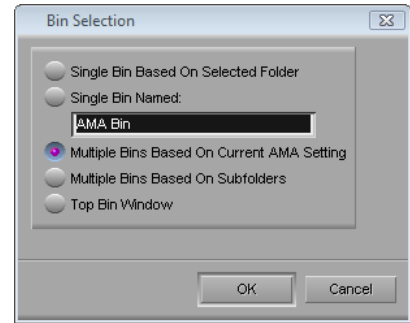 Bin Selection
Single Bin Based On Selected Folder
Single Bin Named:
AMA Bin
Multiple Bins Based On Current AMA Setting
Multiple Bins Based On Subfolders
Top Bin Window
OK
Cancel